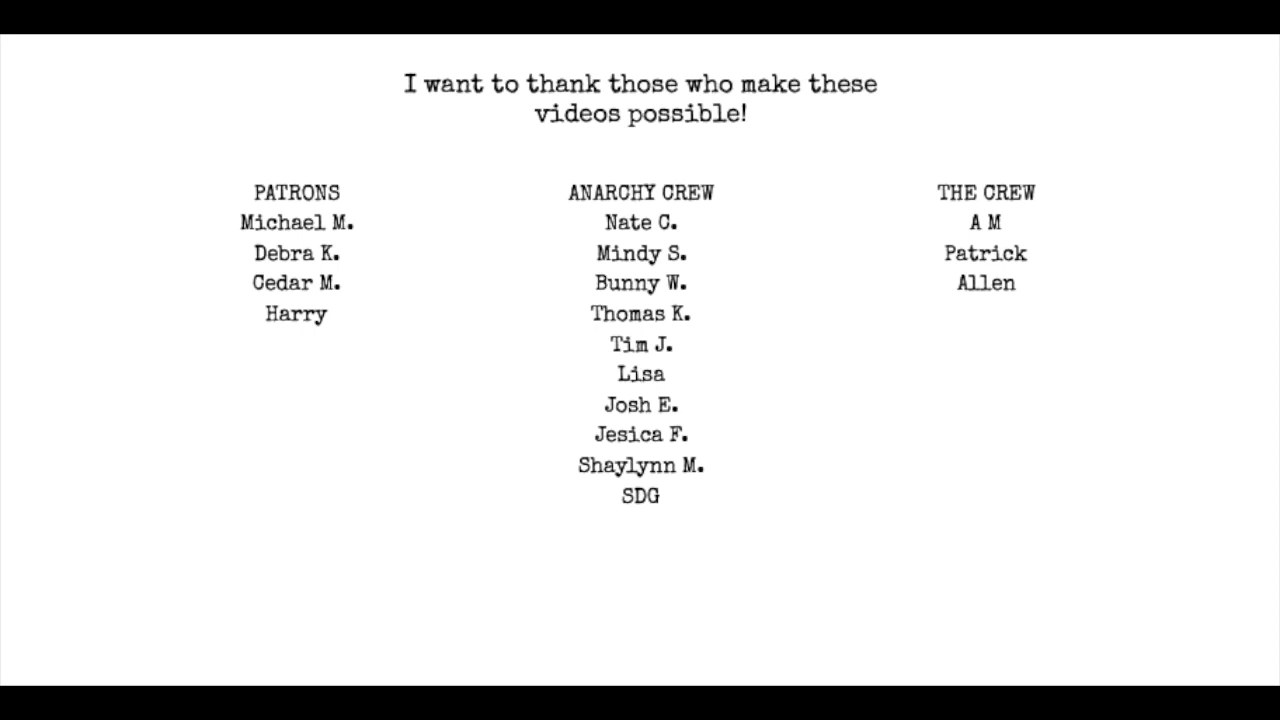 I want to thank those who make these
videos possible!
PATRONS
Michael M.
Debra K.
Cedar M.
Harry
ANARCHY CREW
Nate C.
Mindy S.
Bunny W.
Thomas K.
Tim J.
Lisa
Josh E.
Jesica F.
Shaylynn M.
SDG
THE CREW
A M
Patrick
Allen